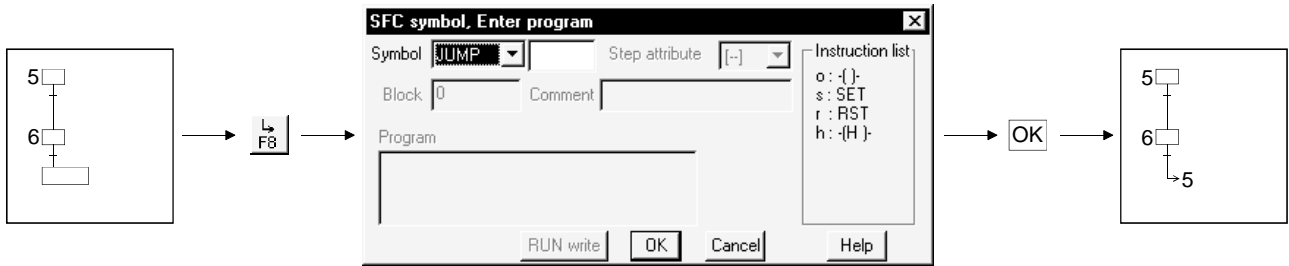 SFC symbol, Enter program
Symbol JUMP Step attribute [--]
Block 0 Comment
Program
Instruction list
o : -( )-
s : SET
r : RST
h : -(H )-
RUN write OK Cancel Help
5
6
F8
OK
5
6
5